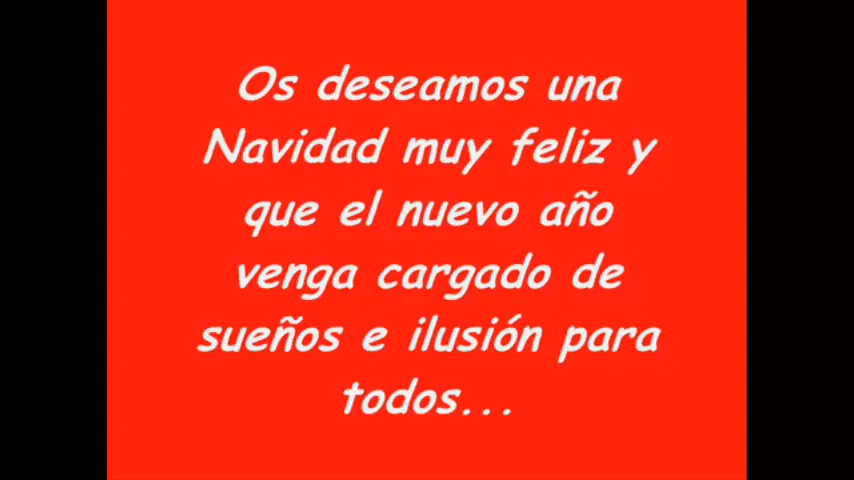 Os deseamos una
Navidad muy feliz y
que el nuevo año
venga cargado de
sueños e ilusión para
todos...